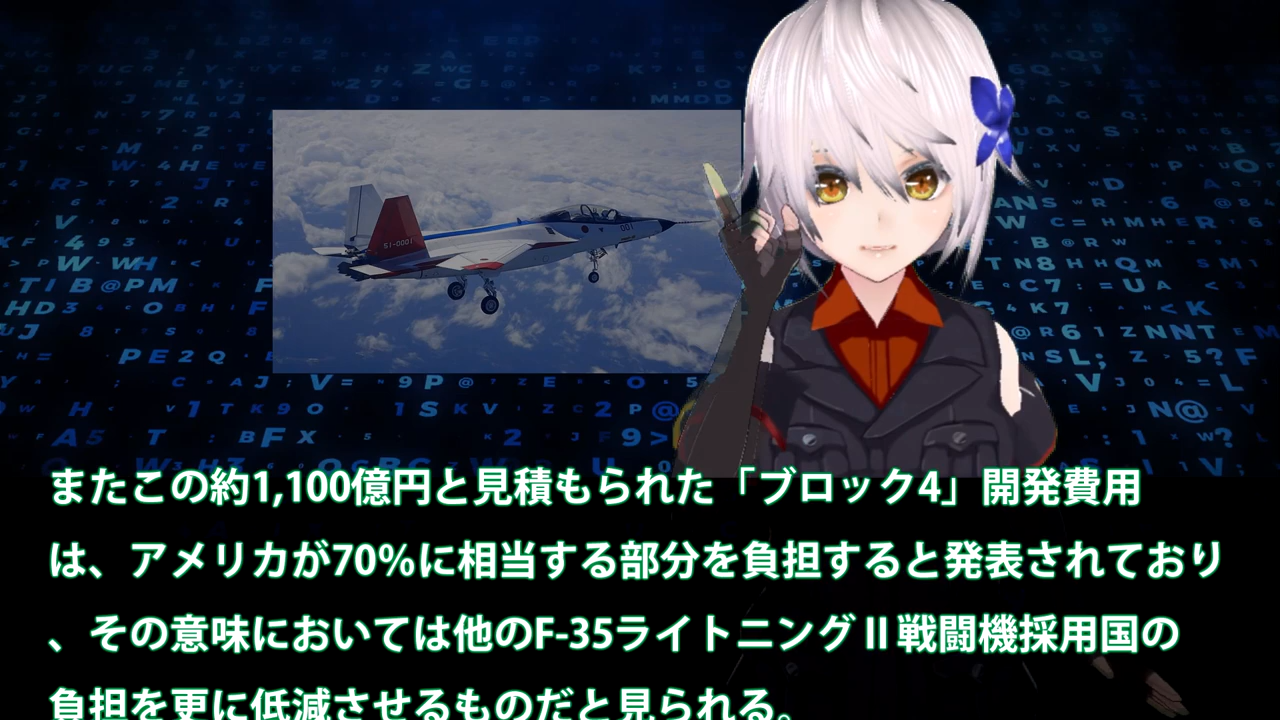 51-0001
001
またこの約1,100億円と見積もられた「ブロック4」開発費用
は、アメリカが70%に相当する部分を負担すると発表されており
、その意味においては他のF-35ライトニングⅡ戦闘機採用国の
負担を更に低減させるものだと見られる。